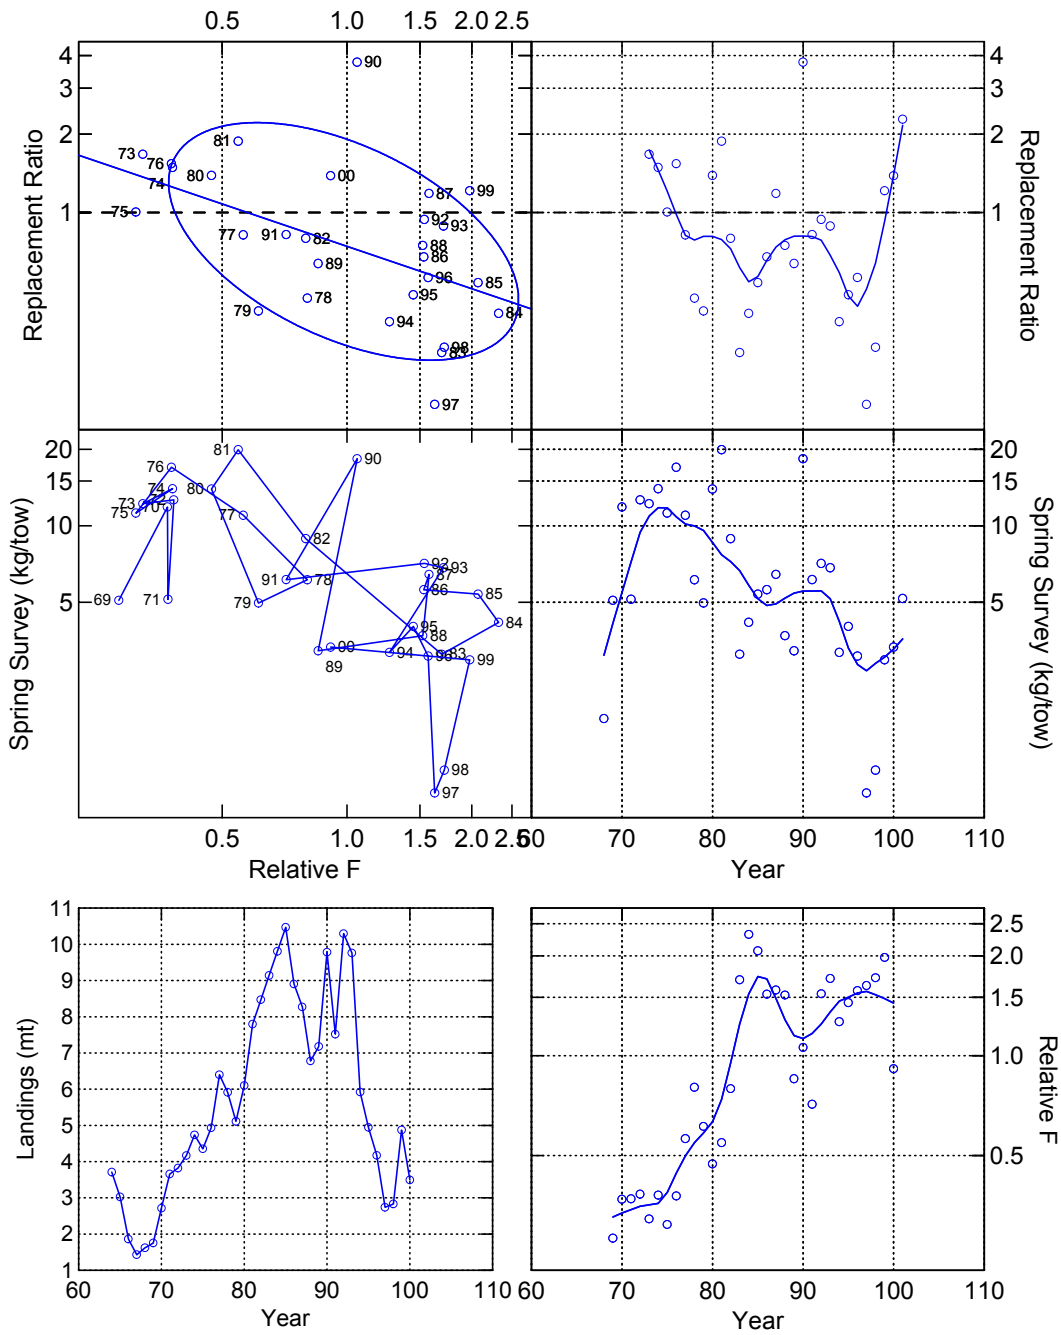 0.5 1.0 1.5 2.0 2.5
4 90 4
3 3
2 81 2
73 76 74 80 00 87 99
1 75 92 93 1
77 91 82 88 86
89 96 85
79 78 95 84
94
98
83
97
Replacement Ratio
Replacement Ratio
20 81 90 20
15 76 15
74 80
73 72
75 70 77
10 82 10
92 93
91 78 87
86 85
5 69 71 79 5
95 84
88
00 94 96 83 99
89
98
97
Spring Survey (kg/tow)
Spring Survey (kg/tow)
0.5 1.0 1.5 2.0 2.5 60 70 80 90 100 110
Relative F Year
11
10 2.5
9 2.0
8 1.5
7
6 1.0
5
4 0.5
3
2
1
Landings (mt)
Relative F
60 70 80 90 100 110 60 70 80 90 100 110
Year Year